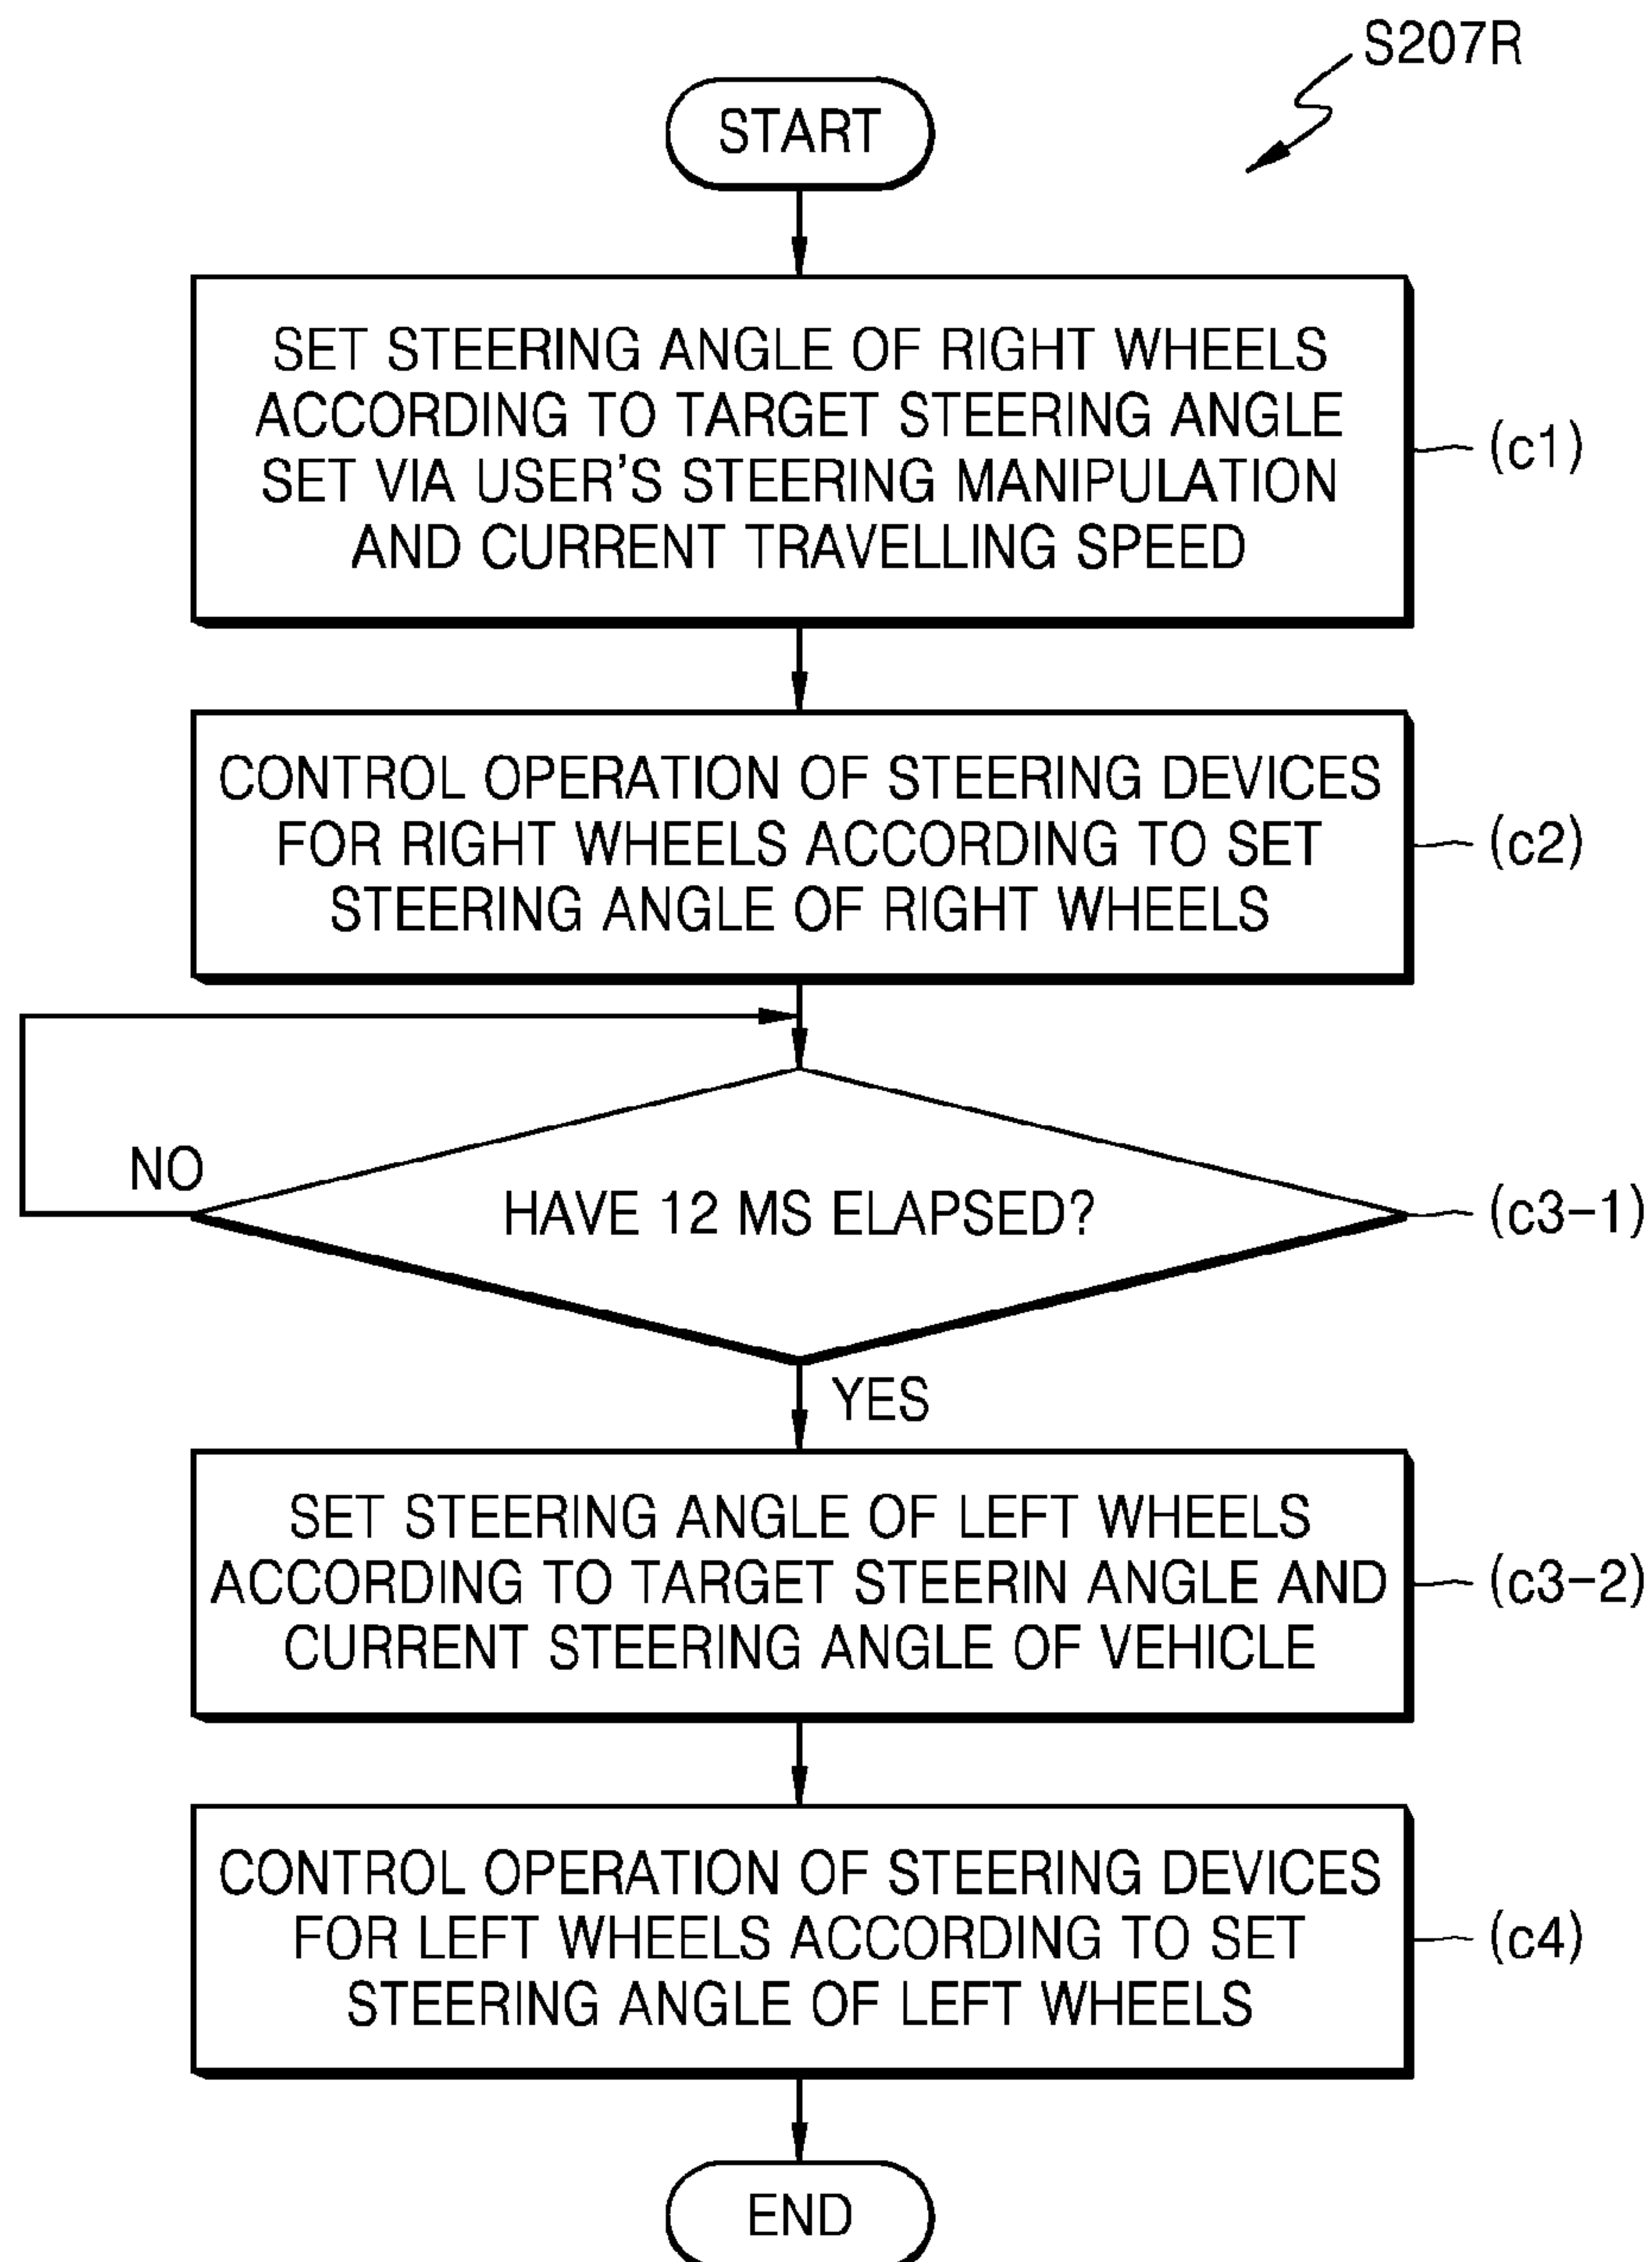 S207R
START
SET STEERING ANGLE OF RIGHT WHEELS
ACCORDING TO TARGET STEERING ANGLE
SET VIA USER'S STEERING MANIPULATION
AND CURRENT TRAVELLING SPEED
(c1)
CONTROL OPERATION OF STEERING DEVICES
FOR RIGHT WHEELS ACCORDING TO SET
STEERING ANGLE OF RIGHT WHEELS
(c2)
NO
HAVE 12 MS ELAPSED?
(c3-1)
YES
SET STEERING ANGLE OF LEFT WHEELS
ACCORDING TO TARGET STEERIN ANGLE AND
CURRENT STEERING ANGLE OF VEHICLE
(c3-2)
CONTROL OPERATION OF STEERING DEVICES
FOR LEFT WHEELS ACCORDING TO SET
STEERING ANGLE OF LEFT WHEELS
(c4)
END